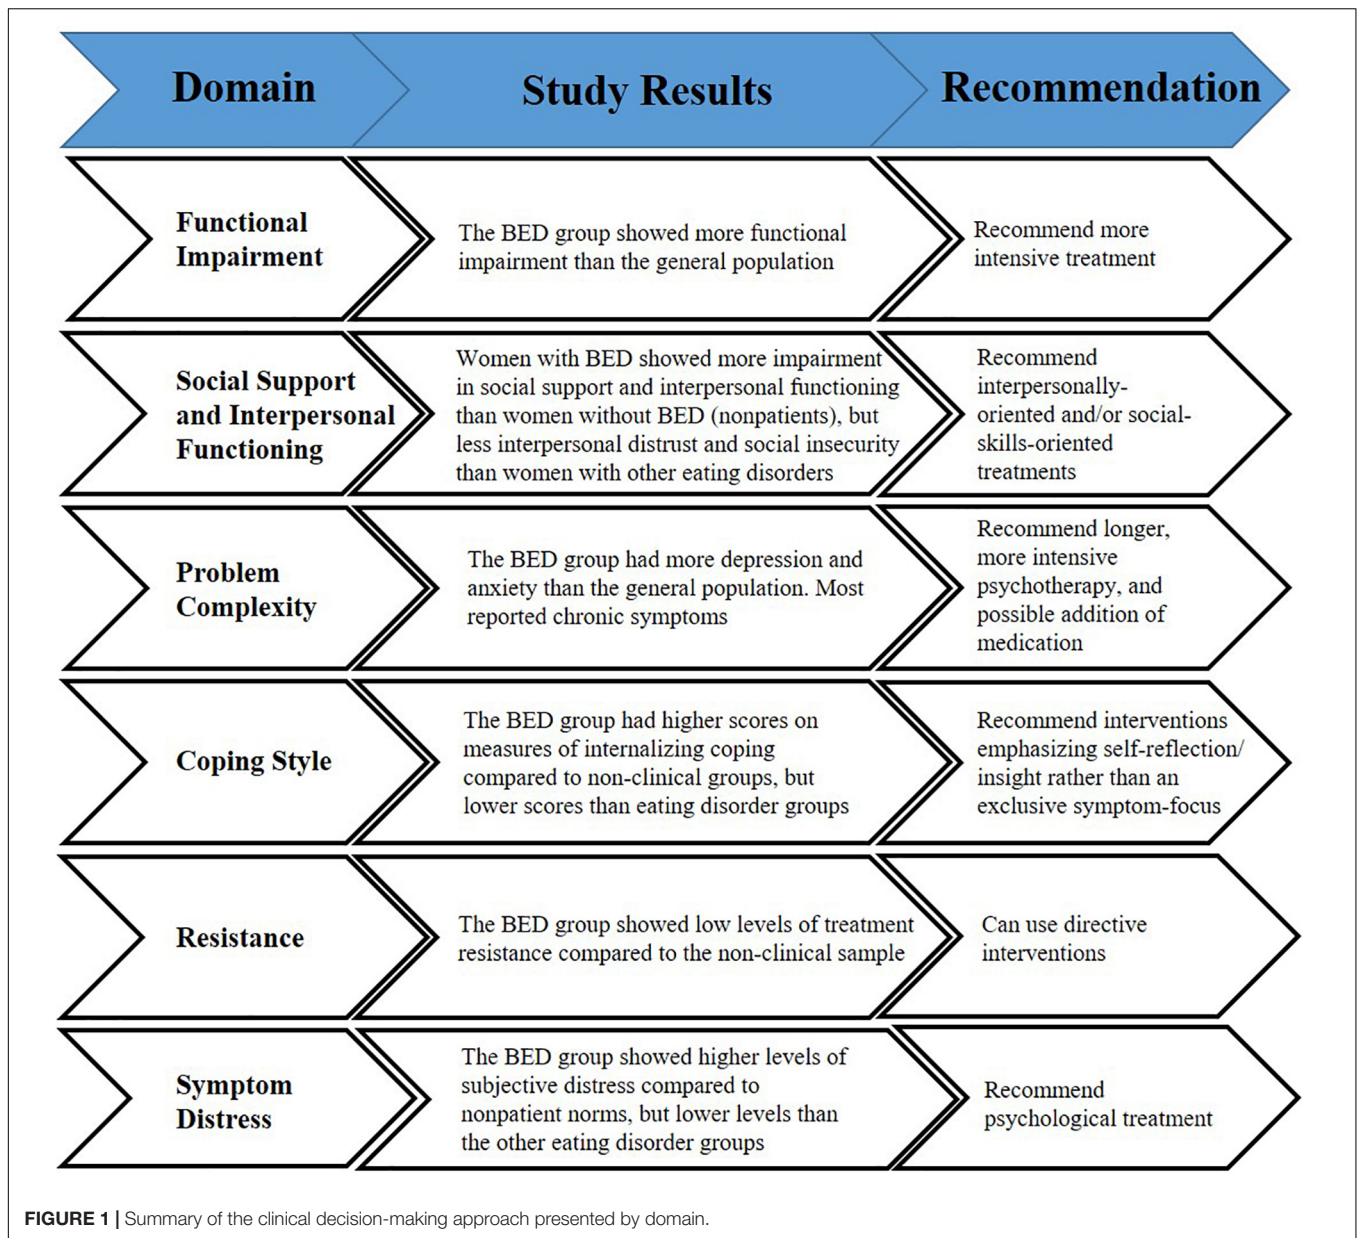 Domain
Study Results
Recommendation
Functional
Impairment
The BED group showed more functional
impairment than the general population
Recommend more
intensive treatment
Social Support
and Interpersonal
Functioning
Women with BED showed more impairment
in social support and interpersonal functioning
than women without BED (nonpatients), but
less interpersonal distrust and social insecurity
than women with other eating disorders
Recommend
interpersonally-
oriented and/or social-
skills-oriented
treatments
Problem
Complexity
The BED group had more depression and
anxiety than the general population. Most
reported chronic symptoms
Recommend longer,
more intensive
psychotherapy, and
possible addition of
medication
Coping Style
The BED group had higher scores on
measures of internalizing coping
compared to non-clinical groups, but
lower scores than eating disorder groups
Recommend interventions
emphasizing self-reflection/
insight rather than an
exclusive symptom-focus
Resistance
The BED group showed low levels of treatment
resistance compared to the non-clinical sample
Can use directive
interventions
Symptom
Distress
The BED group showed higher levels of
subjective distress compared to
nonpatient norms, but lower levels than
the other eating disorder groups
Recommend
psychological treatment
FIGURE 1 | Summary of the clinical decision-making approach presented by domain.